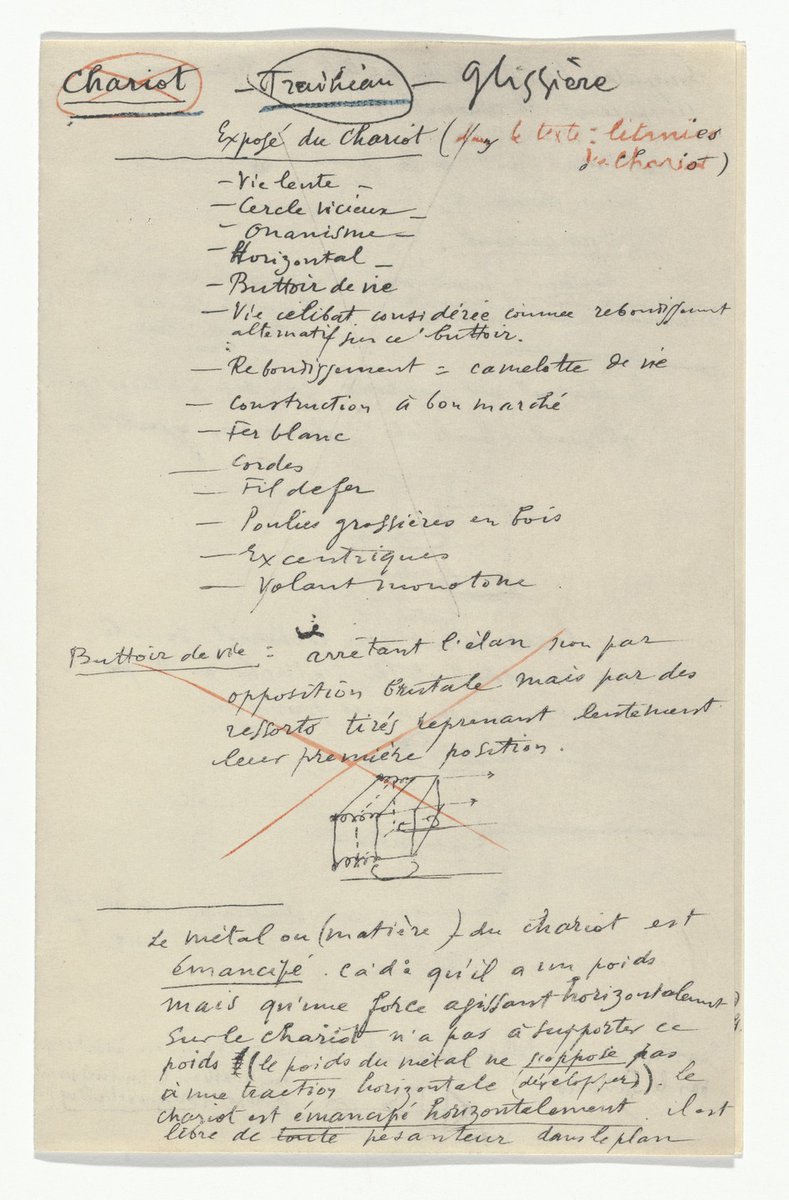 Chariot – Traîneau – glissière
Exposé du Chariot (dans le texte : litanies
du Chariot)
– Vie lente –
– Cercle vicieux –
– Onanisme –
– Horizontal –
– Buttoir de vie
– Vie célibat considérée comme rebondissement
alternatif sur ce buttoir.
– Rebondissement = camelotte de vie
– Construction à bon marché
– Fer blanc
– Cordes
– Fil de fer
– Poulies grossières en bois
– Excentriques
– Volant monotone.
Buttoir de vie = arrêtant l'élan non par
opposition brutale mais par des
ressorts tirés reprenant lentement
leur première position.
Le métal ou (matière) du chariot est
émancipé. Càd. qu'il a un poids
mais qu'une force agissant horizontalement
sur le chariot n'a pas à supporter ce
poids (le poids du métal ne s'oppose pas
à une traction horizontale (développer)). Le
chariot est émancipé horizontalement. il est
libre de toute pesanteur dans le plan